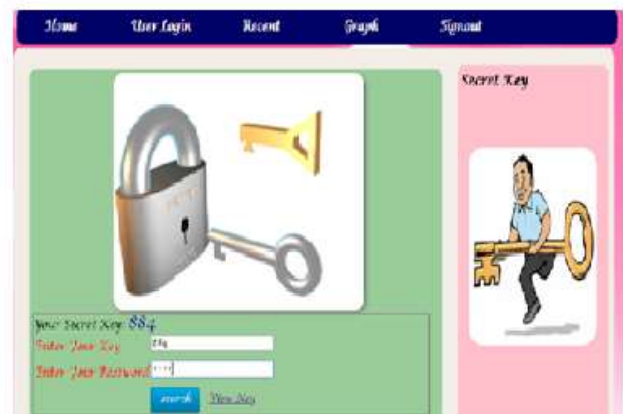 Home User Login Recent Graph Signout
Secret Key
Your Secret Key 884
Enter Your Key 884
Enter Your Password ....
search View Key